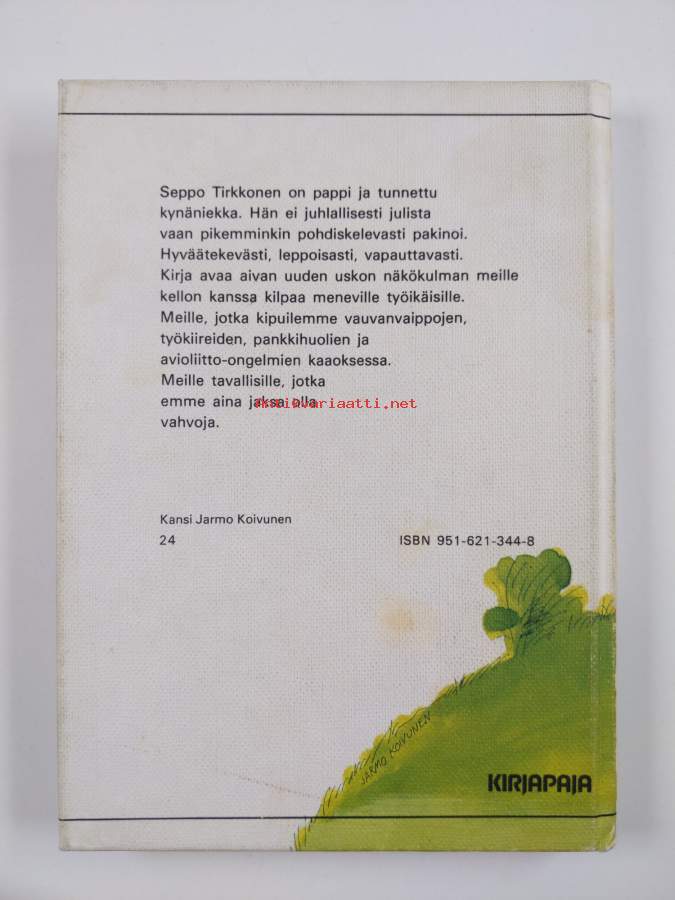 Seppo Tirkkonen on pappi ja tunnettu
kynäniekka. Hän ei juhlallisesti julista
vaan pikemminkin pohdiskelevasti pakinoi.
Hyväätekevästi, leppoisasti, vapauttavasti.
Kirja avaa aivan uuden uskon näkökulman meille
kellon kanssa kilpaa meneville työikäisille.
Meille, jotka kipuilemme vauvanvaippojen,
työkiireiden, pankkihuolien ja
avioliitto-ongelmien kaaoksessa.
Meille tavallisille, jotka
emme aina jaksa olla
vahvoja.
antikvariaatti.net
Kansi Jarmo Koivunen
24
ISBN 951-621-344-8
JARMO KOIVUNEN
KIRJAPAJA